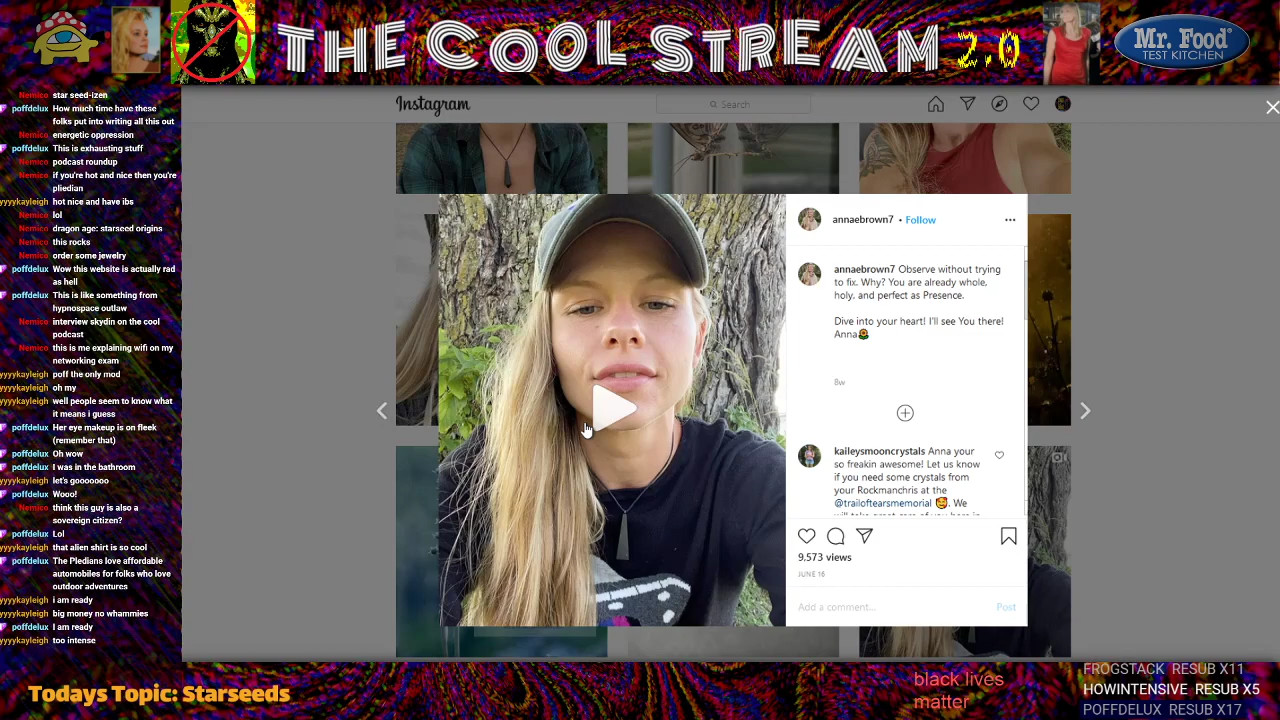 THE COOL STREAM 2.0
Mr. Food®
TEST KITCHEN
Nemico star seed-izen
poffdelux How much time have these
folks put into writing all this out
Nemico energetic oppression
poffdelux This is exhausting stuff
Nemico podcast roundup
Nemico if you're hot and nice then you're
pliedian
yyyykayleigh hot nice and have ibs
Nemico lol
Nemico dragon age: starseed origins
Nemico this rocks
Nemico order some jewelry
poffdelux Wow this website is actually rad
as hell
poffdelux This is like something from
hypnospace outlaw
Nemico interview skydin on the cool
podcast
Nemico this is me explaining wifi on my
networking exam
yyyykayleigh poff the only mod
yyyykayleigh oh my
yyyykayleigh well people seem to know what
it means i guess
poffdelux Her eye makeup is on fleek
(remember that)
poffdelux Oh wow
poffdelux I was in the bathroom
yyyykayleigh let's gooooooo
poffdelux Wooo!
Nemico think this guy is also a
sovereign citizen?
poffdelux Lol
yyyykayleigh that alien shirt is so cool
poffdelux The Pledians love affordable
automobiles for folks who love
outdoor adventures
yyyykayleigh i am ready
yyyykayleigh big mondy no whammies
poffdelux I am ready
yyyykayleigh too intense
Instagram
Search
annaebrown7 • Follow
annaebrown7 Observe without trying
to fix. Why? You are already whole,
holy, and perfect as Presence.
Dive into your heart! I'll see You there!
Anna🌻
8w
kaileysmooncrystals Anna your
so freakin awesome! Let us know
if you need some crystals from
your Rockmanchris at the
@trailoftearsmemorial 🥰. We
9,573 views
JUNE 16
Add a comment...
Post
Todays Topic: Starseeds
black lives
matter
FROGSTACK RESUB X11
HOWINTENSIVE RESUB X5
POFFDELUX RESUB X17